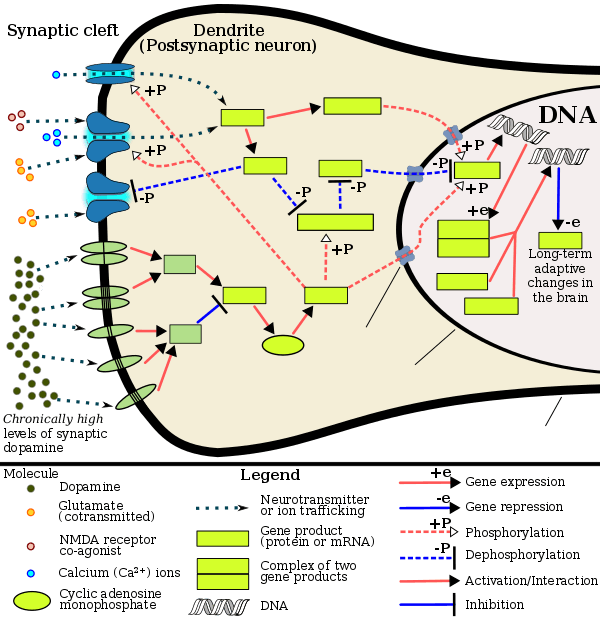 Synaptic cleft
Dendrite
(Postsynaptic neuron)
DNA
+P
+P
-P
-P
-P
+P
+P
-P
+P
+e
-e
Long-term
adaptive
changes in
the brain
Chronically high
levels of synaptic
dopamine
Molecule
Legend
Dopamine
Glutamate
(cotransmitted)
NMDA receptor
co-agonist
Calcium (Ca²⁺) ions
Cyclic adenosine
monophosphate
Neurotransmitter
or ion trafficking
Gene product
(protein or mRNA)
Complex of two
gene products
DNA
+e
Gene expression
-e
Gene repression
+P
Phosphorylation
-P
Dephosphorylation
Activation/Interaction
Inhibition